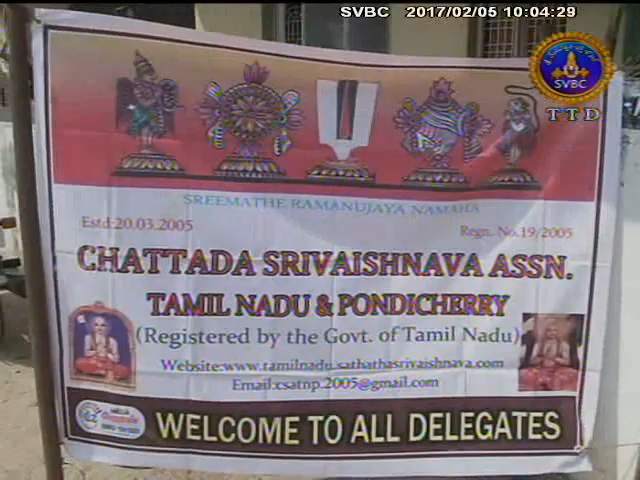 SVBC 2017/02/05 10:04:29
SVBC
TTD
SREEMATHE RAMANUJAYA NAMAHA
Estd:20.03.2005
Regn. No.19/2005
CHATTADA SRIVAISHNAVA ASSN.
TAMIL NADU & PONDICHERRY
(Registered by the Govt. of Tamil Nadu)
Website:www.tamilnadu.sathathasrivaishnava.com
Email:csatnp.2005@gmail.com
WELCOME TO ALL DELEGATES